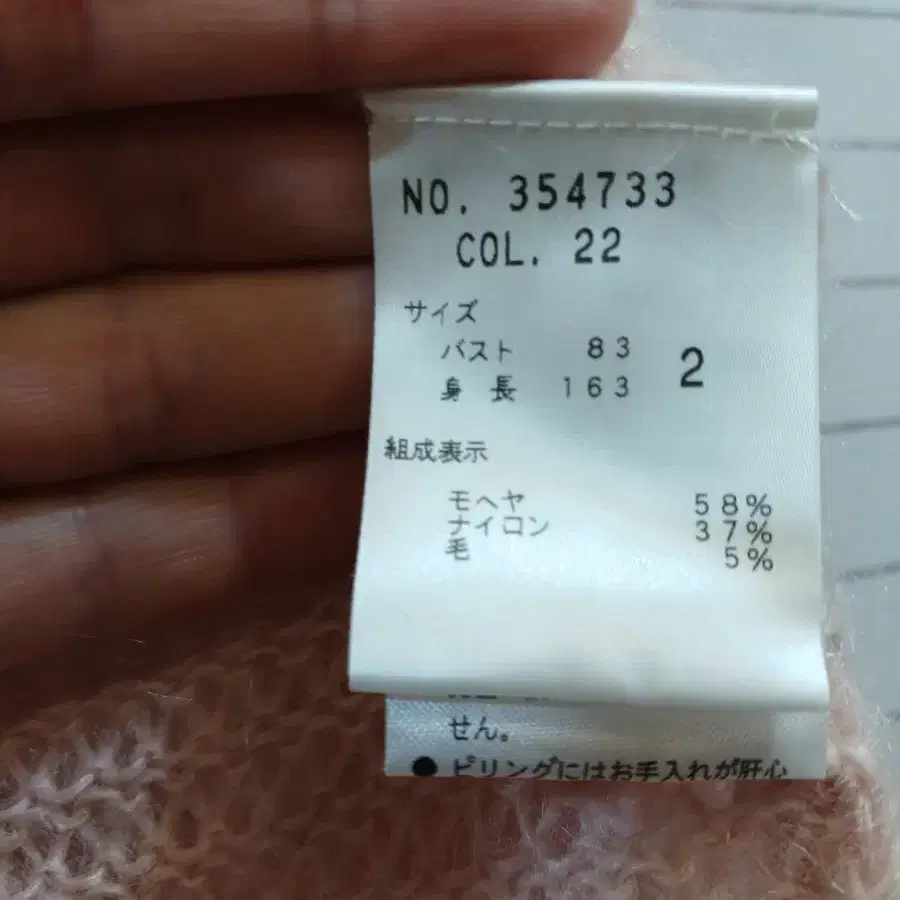 NO. 354733
COL. 22
サイズ
バスト 83
身長 163
2
組成表示
モヘヤ 58%
ナイロン 37%
毛 5%
せん。
●ピリングにはお手入れが肝心